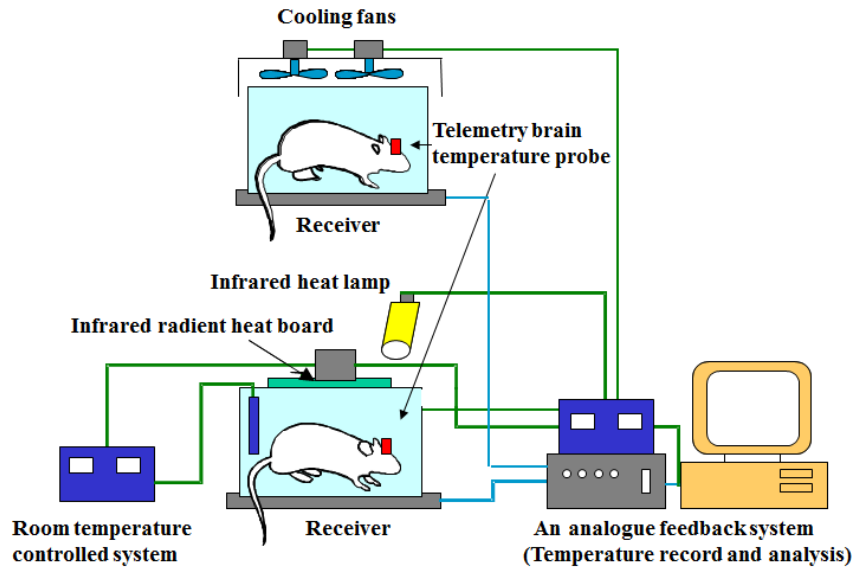 Cooling fans
Telemetry brain
temperature probe
Receiver
Infrared heat lamp
Infrared radient heat board
Room temperature
controlled system
Receiver
An analogue feedback system
(Temperature record and analysis)